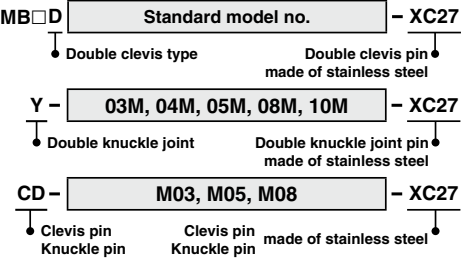 MB□D Standard model no. – XC27
Double clevis type Double clevis pin
made of stainless steel
Y – 03M, 04M, 05M, 08M, 10M – XC27
Double knuckle joint Double knuckle joint pin
made of stainless steel
CD – M03, M05, M08 – XC27
Clevis pin Clevis pin made of stainless steel
Knuckle pin Knuckle pin